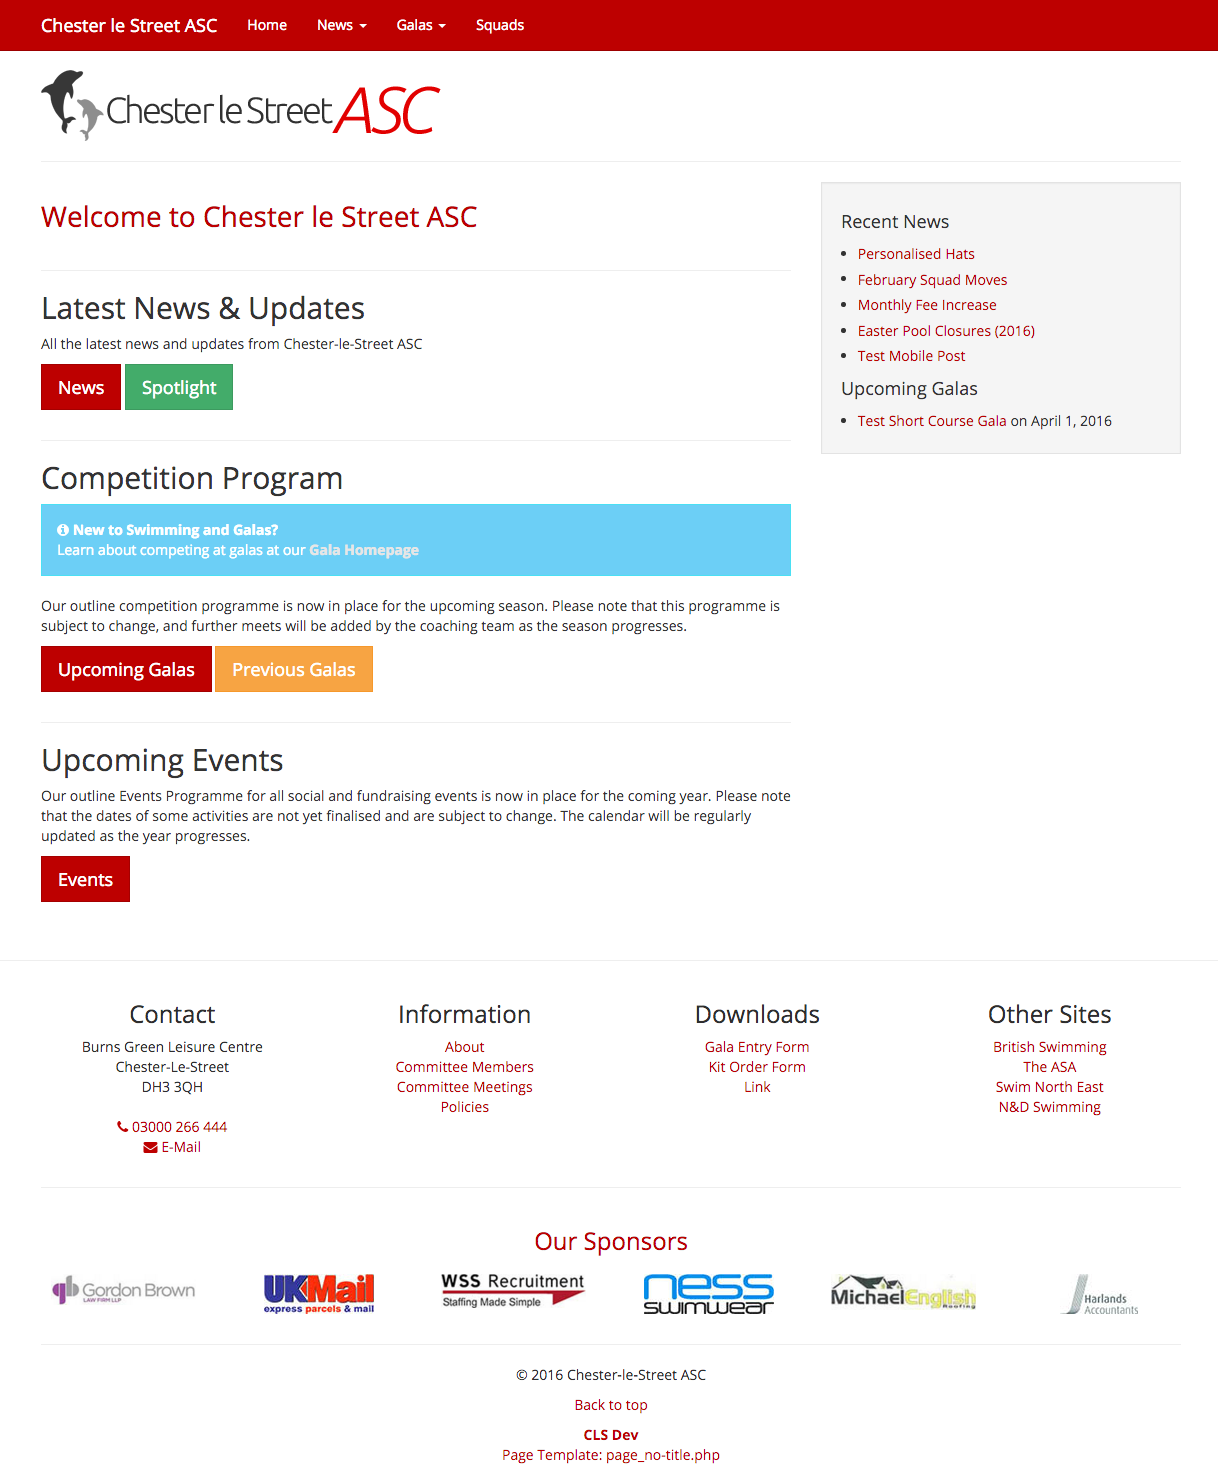 Chester le Street ASC Home News Galas Squads
Chester le Street ASC
Welcome to Chester le Street ASC
Latest News & Updates
All the latest news and updates from Chester-le-Street ASC
News Spotlight
Competition Program
New to Swimming and Galas?
Learn about competing at galas at our Gala Homepage
Our outline competition programme is now in place for the upcoming season. Please note that this programme is
subject to change, and further meets will be added by the coaching team as the season progresses.
Upcoming Galas Previous Galas
Upcoming Events
Our outline Events Programme for all social and fundraising events is now in place for the coming year. Please note
that the dates of some activities are not yet finalised and are subject to change. The calendar will be regularly
updated as the year progresses.
Events
Recent News
Personalised Hats
February Squad Moves
Monthly Fee Increase
Easter Pool Closures (2016)
Test Mobile Post
Upcoming Galas
Test Short Course Gala on April 1, 2016
Contact
Burns Green Leisure Centre
Chester-Le-Street
DH3 3QH
03000 266 444
E-Mail
Information
About
Committee Members
Committee Meetings
Policies
Downloads
Gala Entry Form
Kit Order Form
Link
Other Sites
British Swimming
The ASA
Swim North East
N&D Swimming
Our Sponsors
Gordon Brown
LAW FIRM LLP
UKMail
express parcels & mail
WSS Recruitment
Staffing Made Simple
ness
swimwear
MichaelEnglish
Roofing
Harlands
Accountants
© 2016 Chester-le-Street ASC
Back to top
CLS Dev
Page Template: page_no-title.php